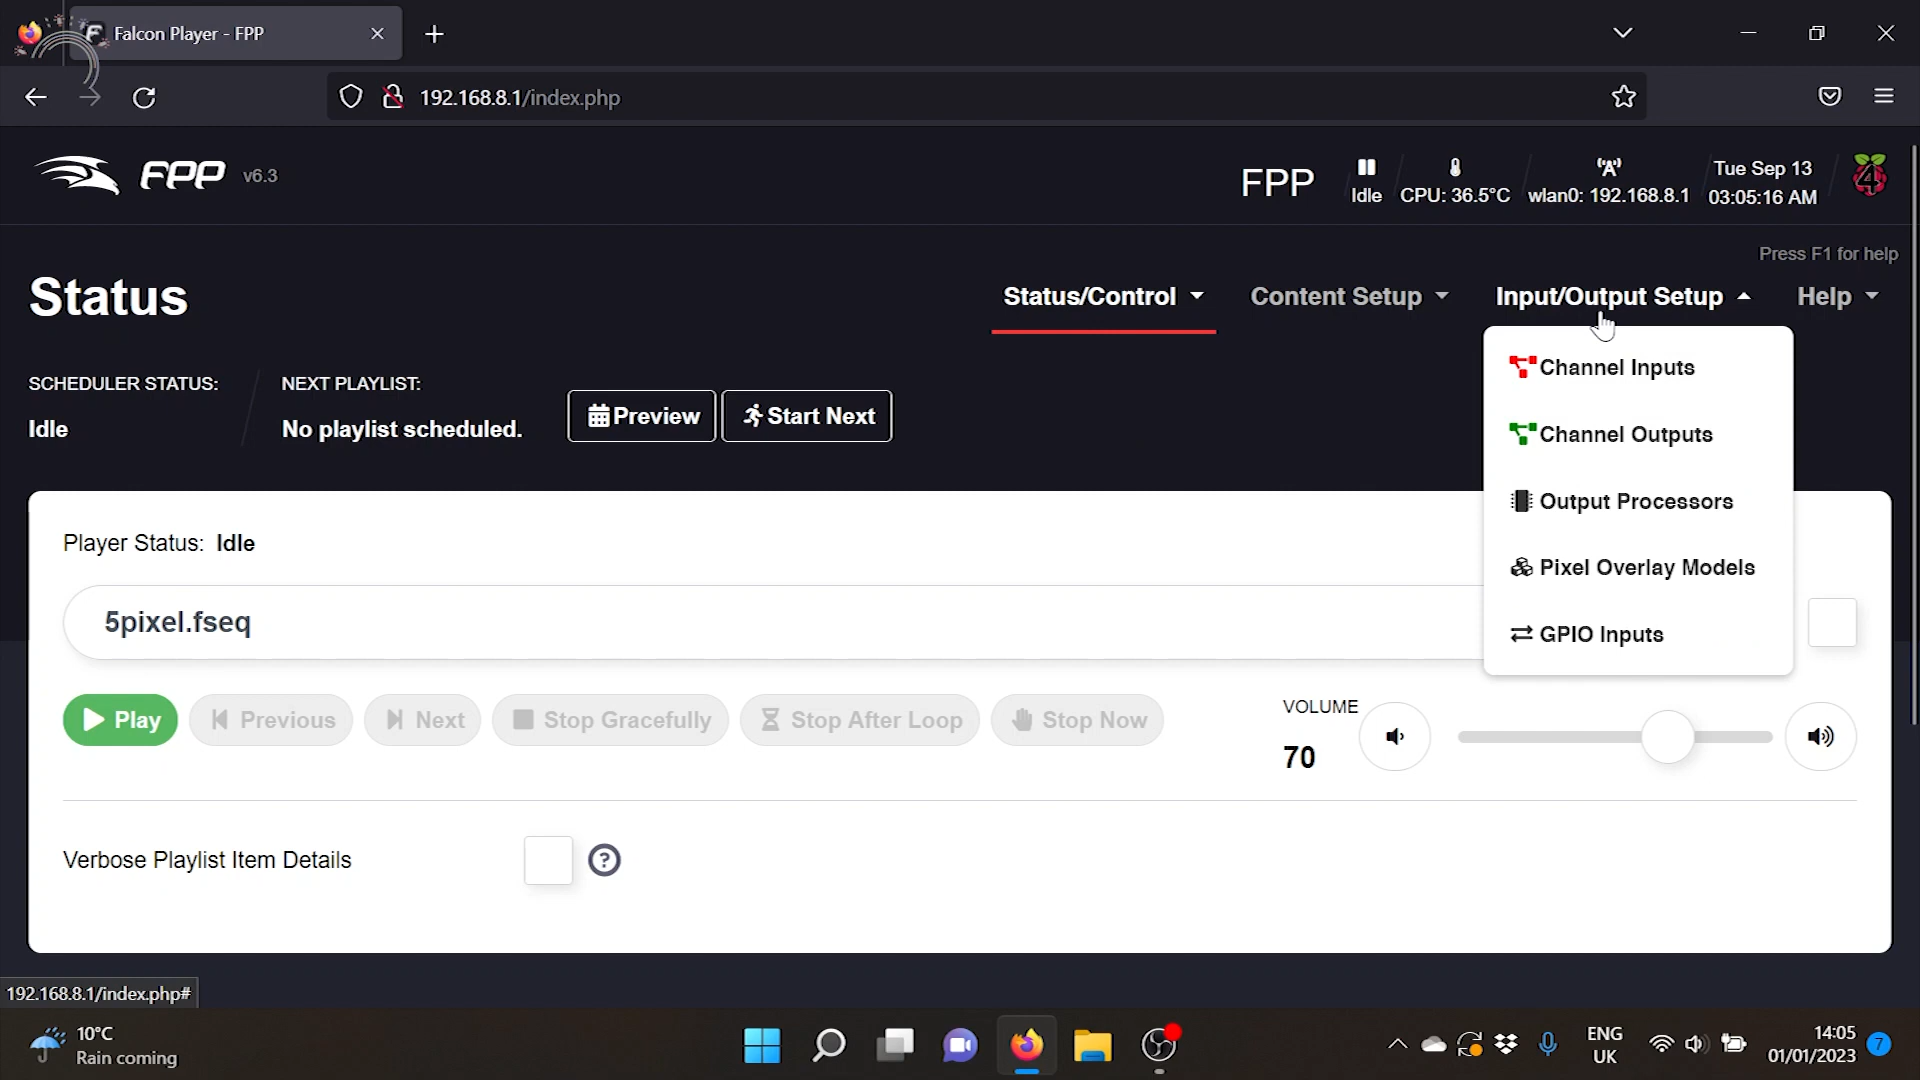 Falcon Player - FPP
192.168.8.1/index.php
FPP v6.3
FPP
Idle
CPU: 36.5°C
wlan0: 192.168.8.1
Tue Sep 13
03:05:16 AM
4
Press F1 for help
Status
Status/Control
Content Setup
Input/Output Setup
Help
Channel Inputs
Channel Outputs
Output Processors
Pixel Overlay Models
GPIO Inputs
SCHEDULER STATUS:
Idle
NEXT PLAYLIST:
No playlist scheduled.
Preview
Start Next
Player Status: Idle
5pixel.fseq
Play
Previous
Next
Stop Gracefully
Stop After Loop
Stop Now
VOLUME
70
Verbose Playlist Item Details
?
192.168.8.1/index.php#
10°C
Rain coming
ENG
UK
14:05
01/01/2023
7